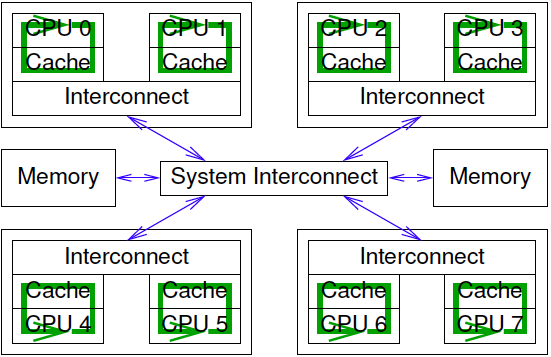 CPU 0 CPU 1 CPU 2 CPU 3
Cache Cache Cache Cache
Interconnect Interconnect
Memory System Interconnect Memory
Interconnect Interconnect
Cache Cache Cache Cache
CPU 4 CPU 5 CPU 6 CPU 7